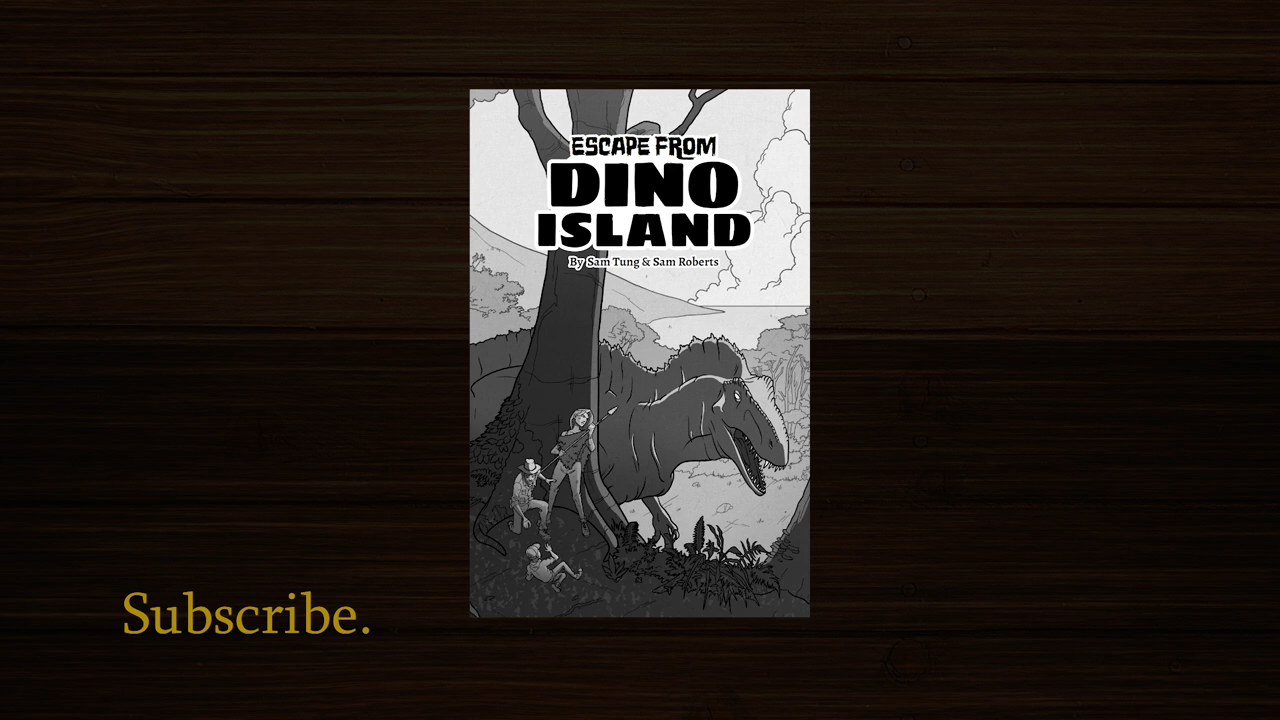 ESCAPE FROM
DINO
ISLAND
By Sam Tung & Sam Roberts
Subscribe.